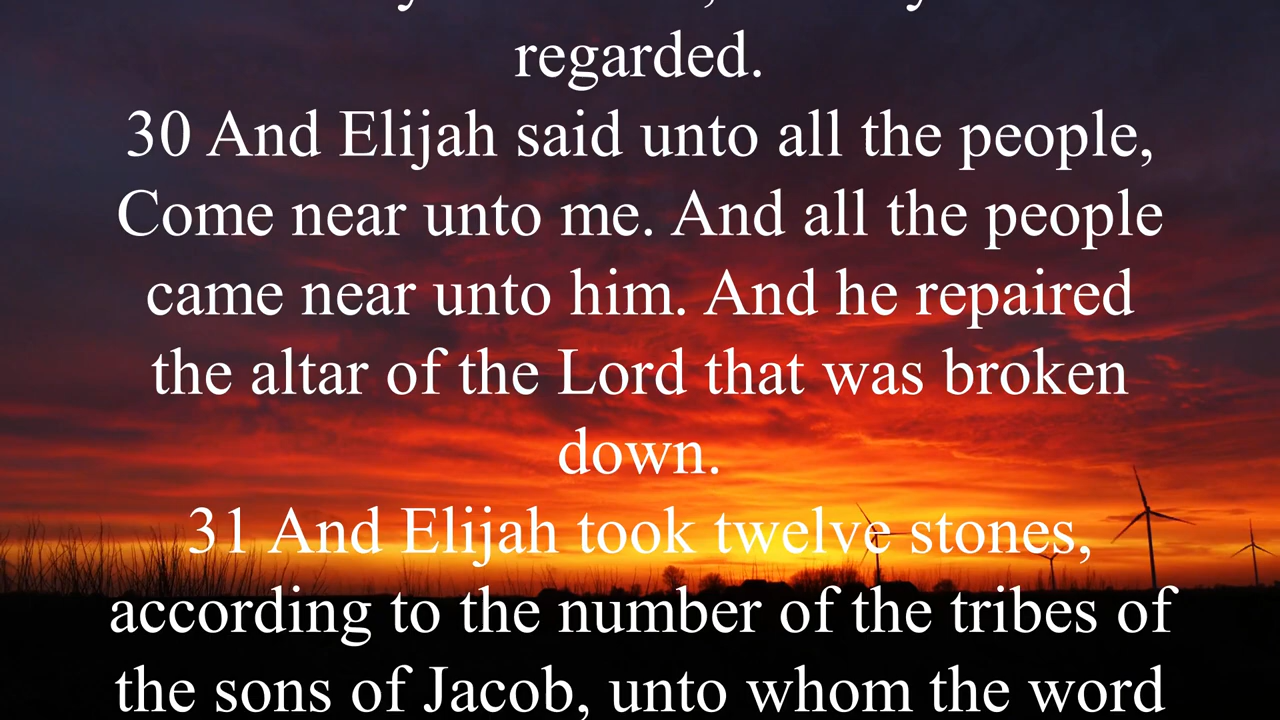 regarded.
30 And Elijah said unto all the people,
Come near unto me. And all the people
came near unto him. And he repaired
the altar of the Lord that was broken
down.
31 And Elijah took twelve stones,
according to the number of the tribes of
the sons of Jacob, unto whom the word